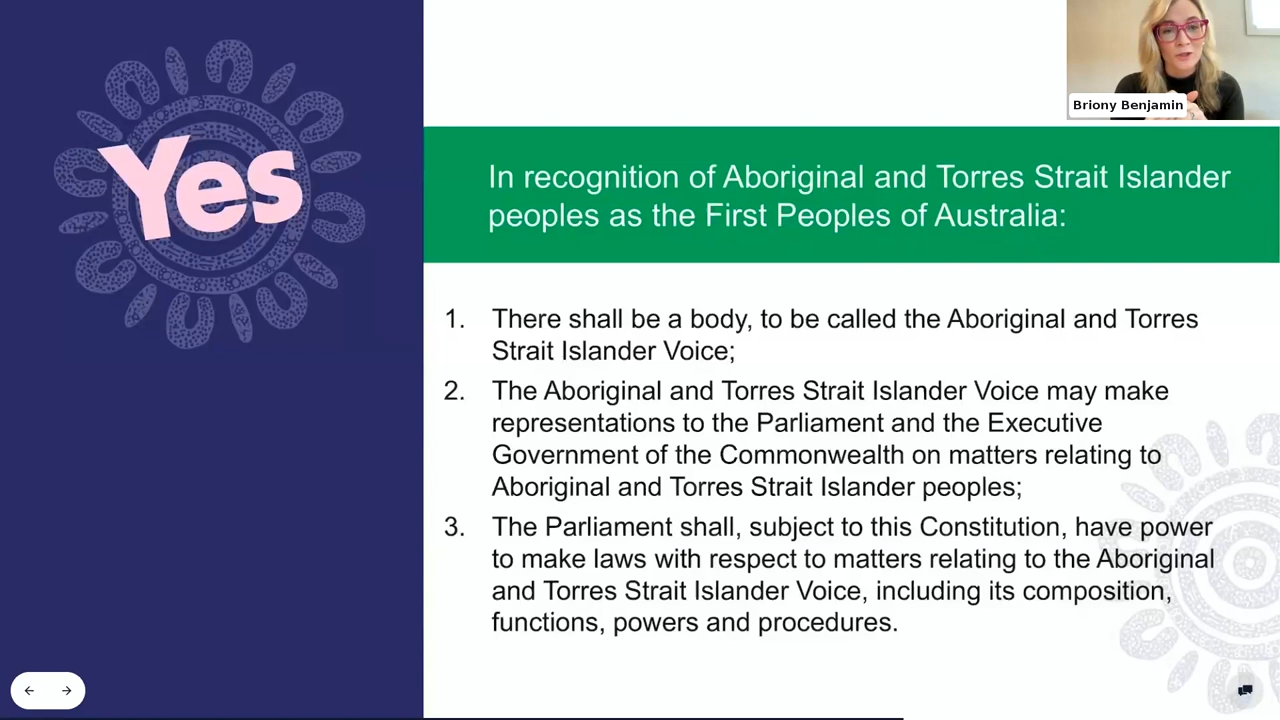 Yes
Briony Benjamin
In recognition of Aboriginal and Torres Strait Islander
peoples as the First Peoples of Australia:
1. There shall be a body, to be called the Aboriginal and Torres
Strait Islander Voice;
2. The Aboriginal and Torres Strait Islander Voice may make
representations to the Parliament and the Executive
Government of the Commonwealth on matters relating to
Aboriginal and Torres Strait Islander peoples;
3. The Parliament shall, subject to this Constitution, have power
to make laws with respect to matters relating to the Aboriginal
and Torres Strait Islander Voice, including its composition,
functions, powers and procedures.